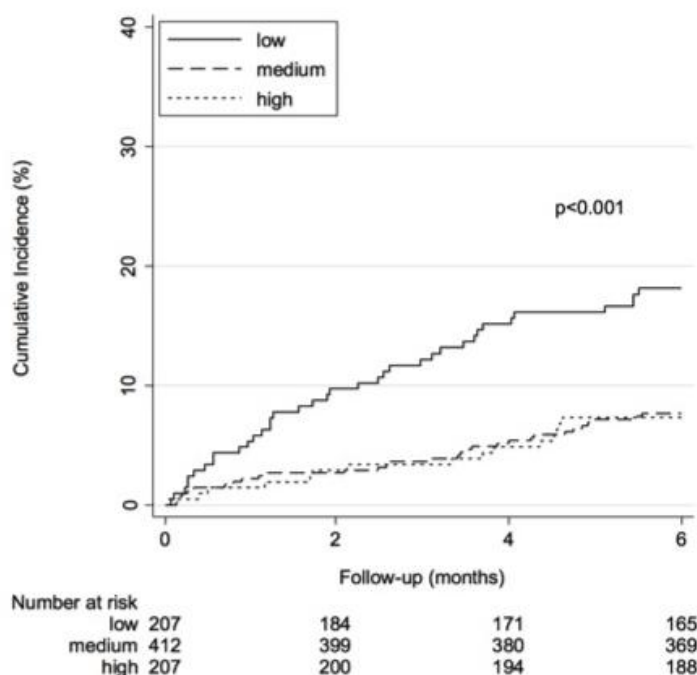 40
low
medium
high
30
p<0.001
20
10
0
Cumulative Incidence (%)
0 2 4 6
Follow-up (months)
Number at risk
low 207 184 171 165
medium 412 399 380 369
high 207 200 194 188